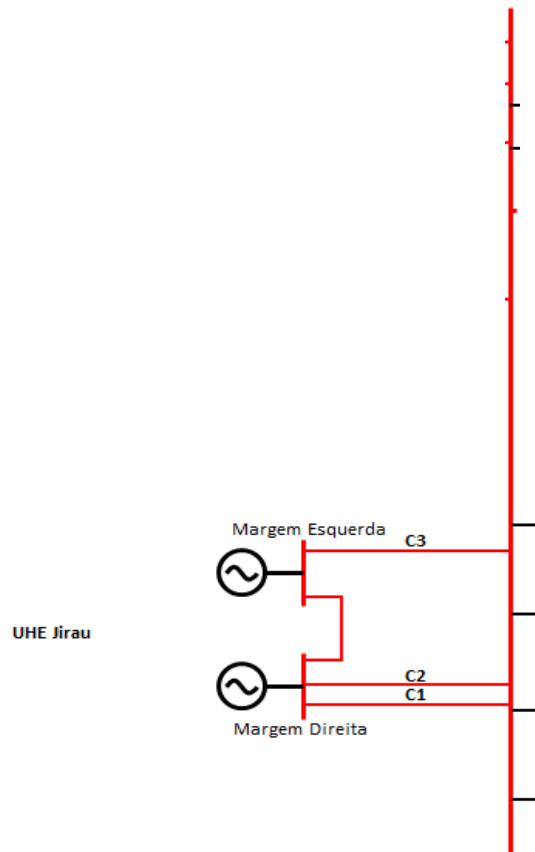 Margem Esquerda
C3
UHE Jirau
C2
C1
Margem Direita